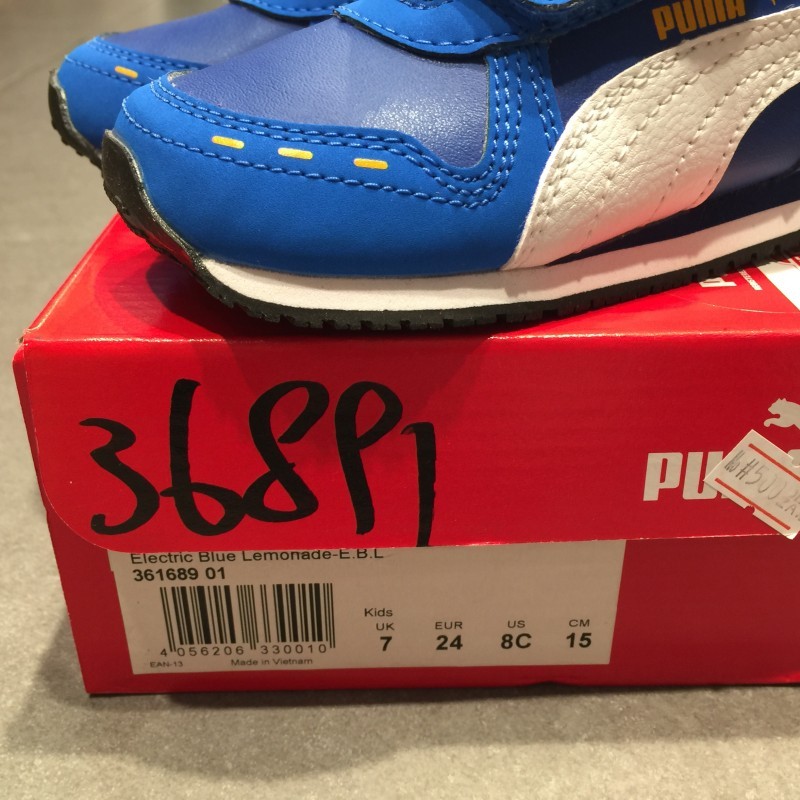 PUMA
36891
PU
Electric Blue Lemonade-E.B.L
361689 01
Kids
UK EUR US CM
7 24 8C 15
4 056206 330010
EAN-13 Made in Vietnam